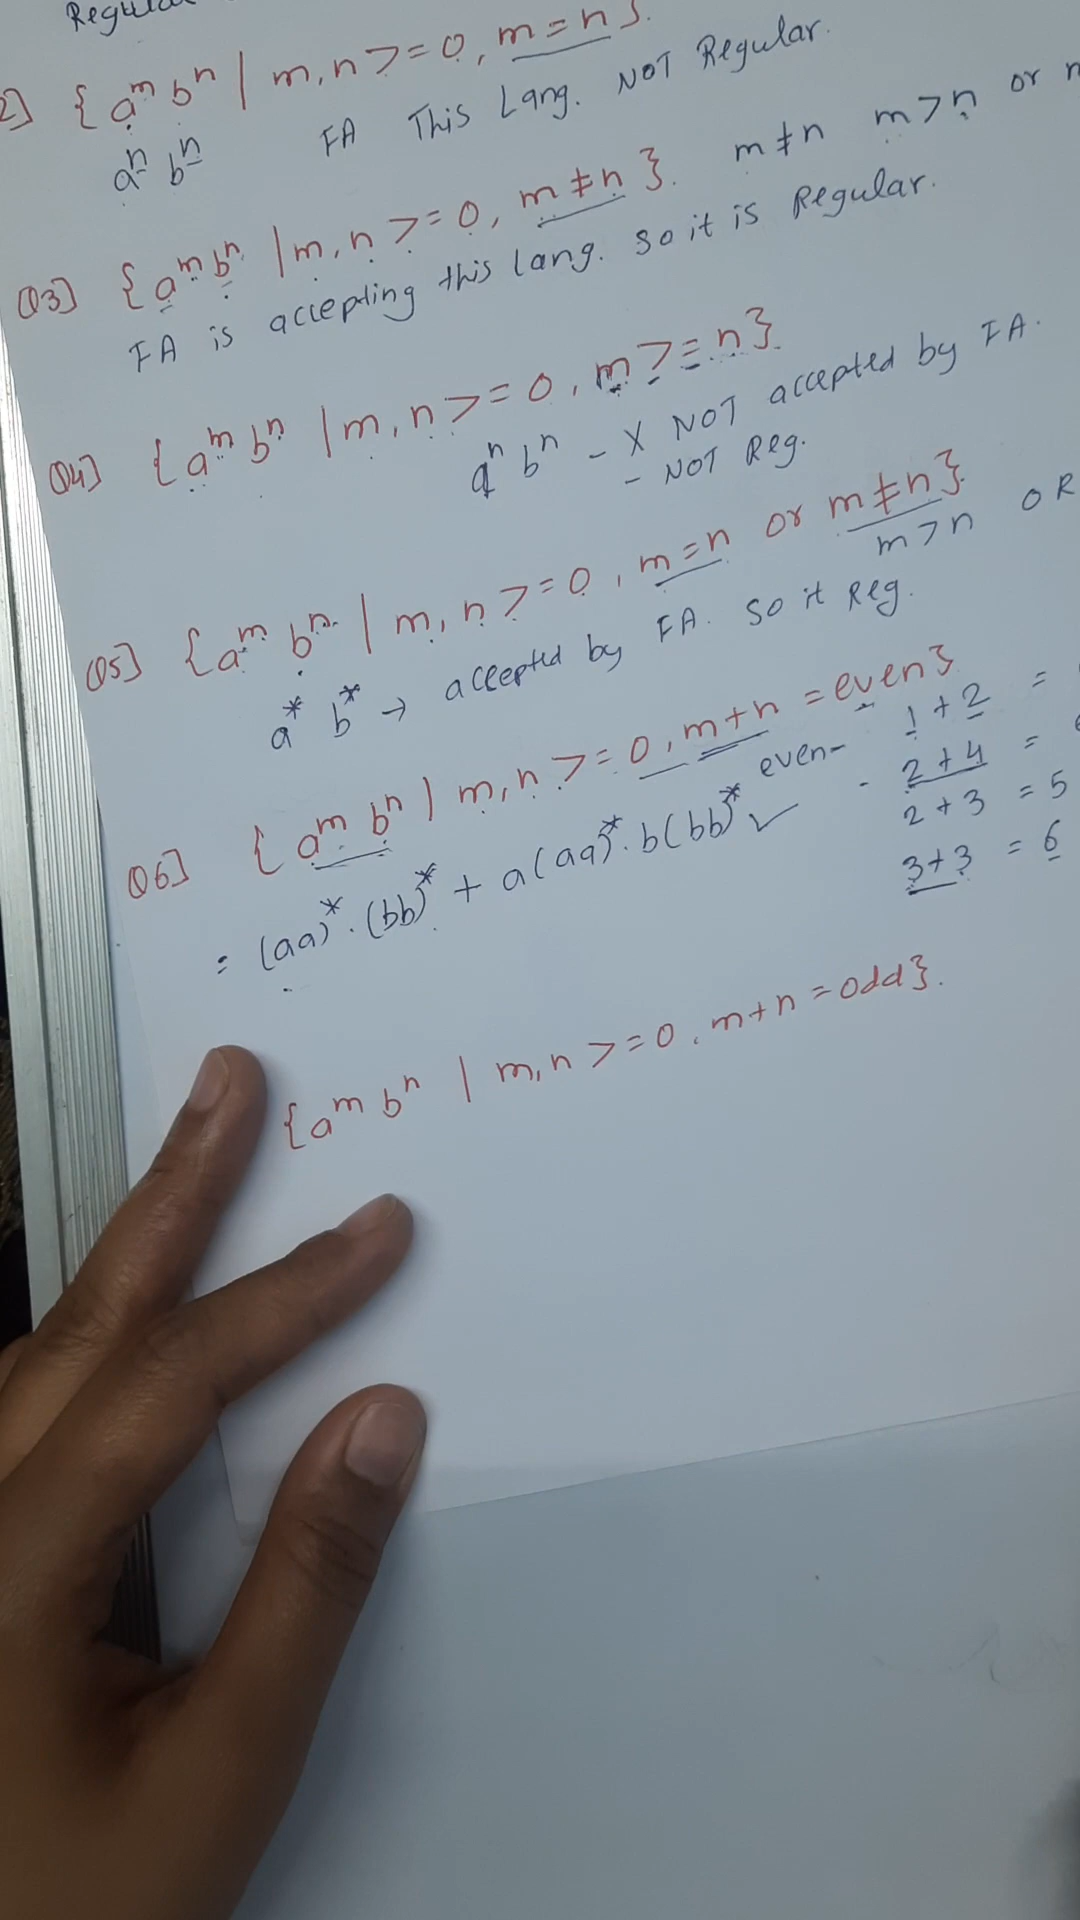 Regular
2] { a^m b^n | m, n >= 0, m = n }.
a^n b^n FA This Lang. NOT Regular.
Q3] { a^m b^n | m, n >= 0, m ≠ n }. m ≠ n m > n or
FA is accepting this lang. so it is Regular.
Q4] { a^m b^n | m, n >= 0, m >= n }
a^n b^n - X NOT accepted by FA.
- NOT Reg.
Q5] { a^m b^n | m, n >= 0, m = n or m ≠ n }
m > n OR
a* b* → accepted by FA. so it Reg.
Q6] { a^m b^n | m, n >= 0, m + n = even }
even - 1 + 2 =
= (aa)*. (bb)* + a(aa)*. b(bb)* ✓ - 2 + 4 =
2 + 3 = 5
3 + 3 = 6
{ a^m b^n | m, n >= 0, m + n = odd }.